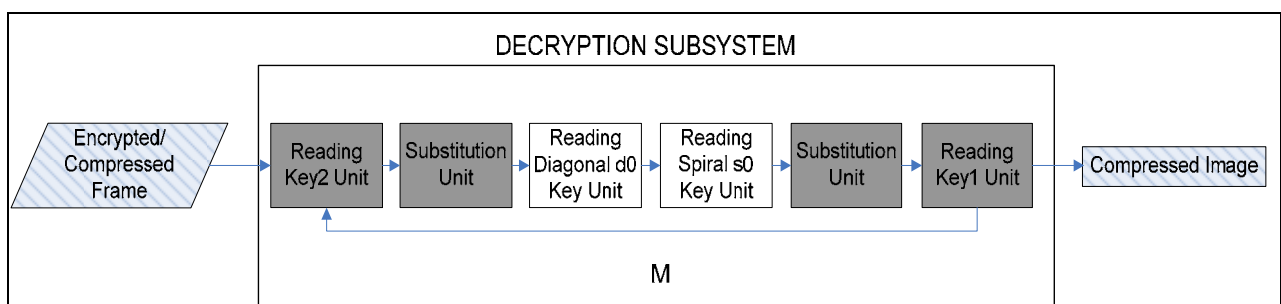 DECRYPTION SUBSYSTEM
Encrypted/
Compressed
Frame
Reading
Key2 Unit
Substitution
Unit
Reading
Diagonal d0
Key Unit
Reading
Spiral s0
Key Unit
Substitution
Unit
Reading
Key1 Unit
Compressed Image
M